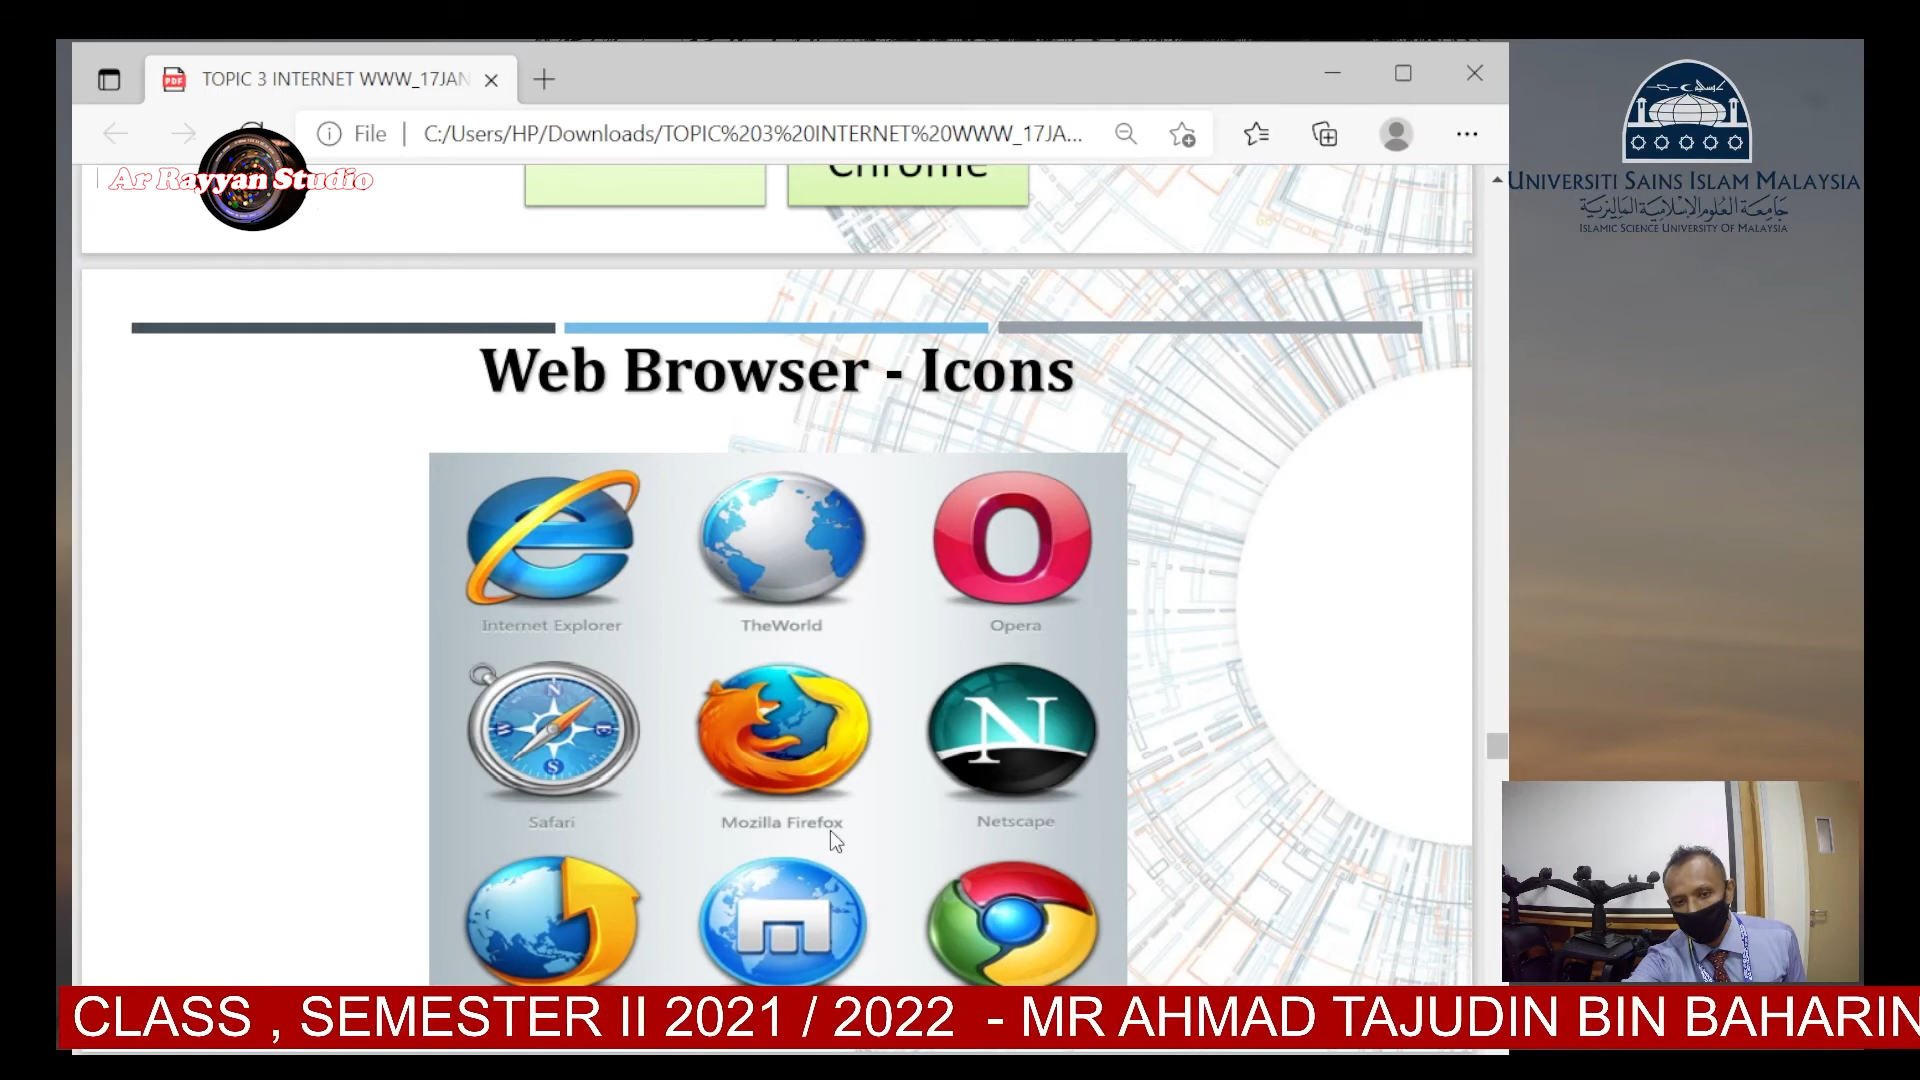 TOPIC 3 INTERNET WWW_17JAN
File
C:/Users/HP/Downloads/TOPIC%203%20INTERNET%20WWW_17JA...
Ar Rayyan Studio
Chrome
UNIVERSITI SAINS ISLAM MALAYSIA
جامعة العلوم الإسلامية الماليزية
ISLAMIC SCIENCE UNIVERSITY OF MALAYSIA
Web Browser - Icons
Internet Explorer
TheWorld
Opera
Safari
Mozilla Firefox
Netscape
CLASS , SEMESTER II 2021 / 2022 - MR AHMAD TAJUDIN BIN BAHARIN